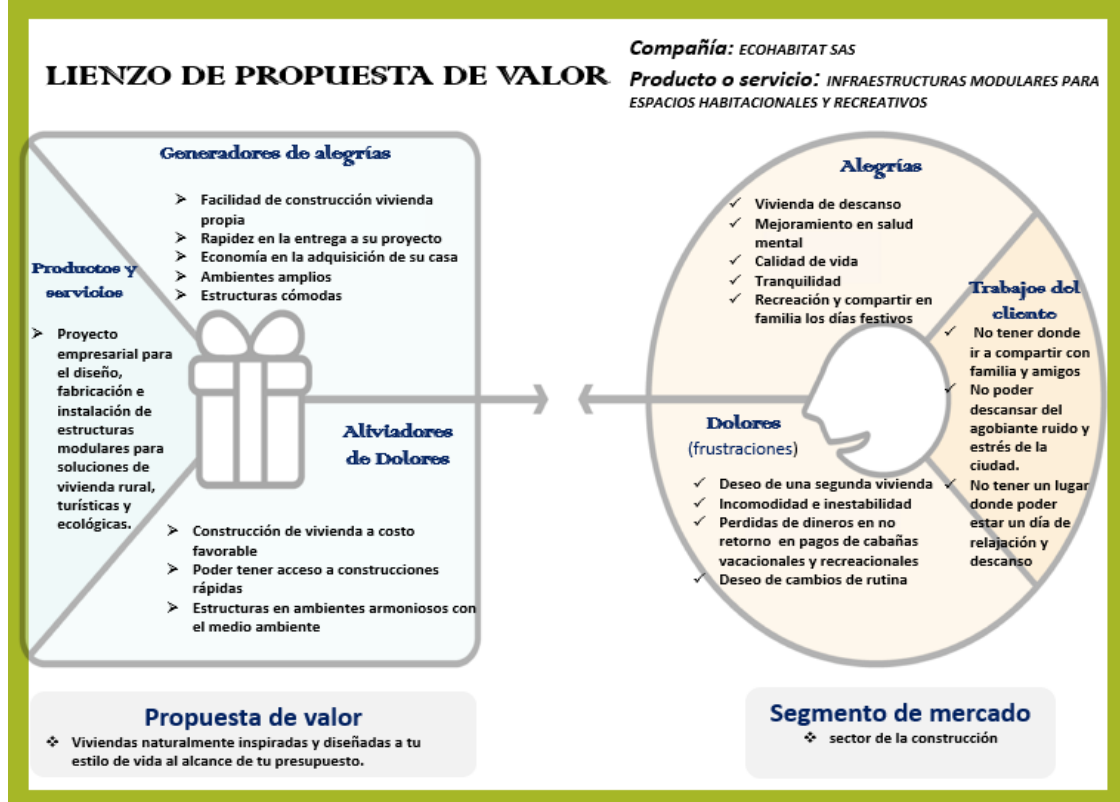 LIENZO DE PROPUESTA DE VALOR
Compañía: ECOHABITAT SAS
Producto o servicio: INFRAESTRUCTURAS MODULARES PARA
ESPACIOS HABITACIONALES Y RECREATIVOS
Generadores de alegrías
➢ Facilidad de construcción vivienda
propia
➢ Rapidez en la entrega a su proyecto
➢ Economía en la adquisición de su casa
➢ Ambientes amplios
➢ Estructuras cómodas
Productos y
servicios
➢ Proyecto
empresarial para
el diseño,
fabricación e
instalación de
estructuras
modulares para
soluciones de
vivienda rural,
turísticas y
ecológicas.
Aliviadores
de Dolores
➢ Construcción de vivienda a costo
favorable
➢ Poder tener acceso a construcciones
rápidas
➢ Estructuras en ambientes armoniosos con
el medio ambiente
Alegrías
✓ Vivienda de descanso
✓ Mejoramiento en salud
mental
✓ Calidad de vida
✓ Tranquilidad
✓ Recreación y compartir en
familia los días festivos
Trabajos del
cliente
✓ No tener donde
ir a compartir con
familia y amigos
✓ No poder
descansar del
agobiante ruido y
estrés de la
ciudad.
✓ No tener un lugar
donde poder
estar un día de
relajación y
descanso
Dolores
(frustraciones)
✓ Deseo de una segunda vivienda
✓ Incomodidad e inestabilidad
✓ Perdidas de dineros en no
retorno en pagos de cabañas
vacacionales y recreacionales
✓ Deseo de cambios de rutina
Propuesta de valor
❖ Viviendas naturalmente inspiradas y diseñadas a tu
estilo de vida al alcance de tu presupuesto.
Segmento de mercado
❖ sector de la construcción